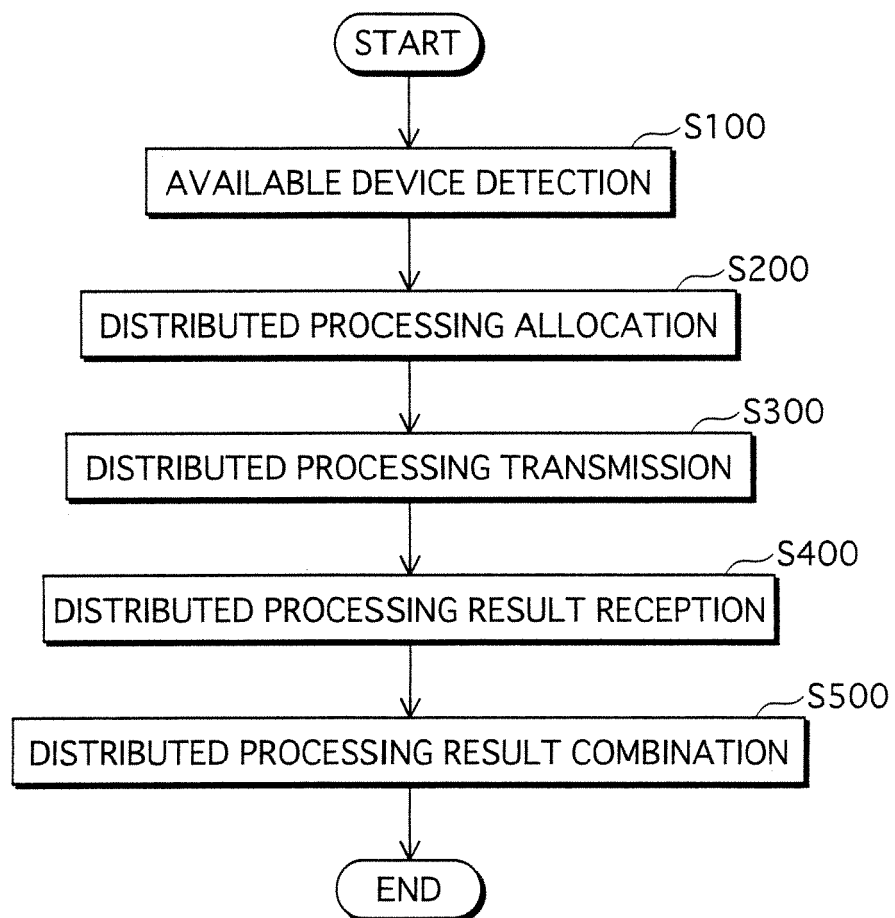 START
S100
AVAILABLE DEVICE DETECTION
S200
DISTRIBUTED PROCESSING ALLOCATION
S300
DISTRIBUTED PROCESSING TRANSMISSION
S400
DISTRIBUTED PROCESSING RESULT RECEPTION
S500
DISTRIBUTED PROCESSING RESULT COMBINATION
END